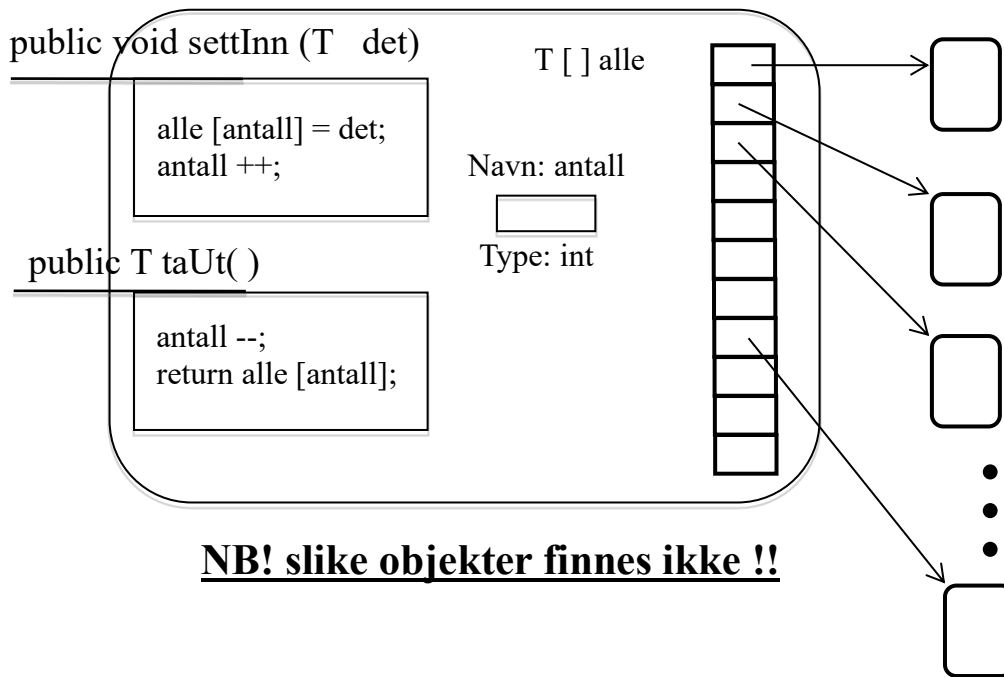 public void settInn (T det)
T [ ] alle
alle [antall] = det;
antall ++;
Navn: antall
Type: int
public T taUt( )
antall --;
return alle [antall];
NB! slike objekter finnes ikke !!